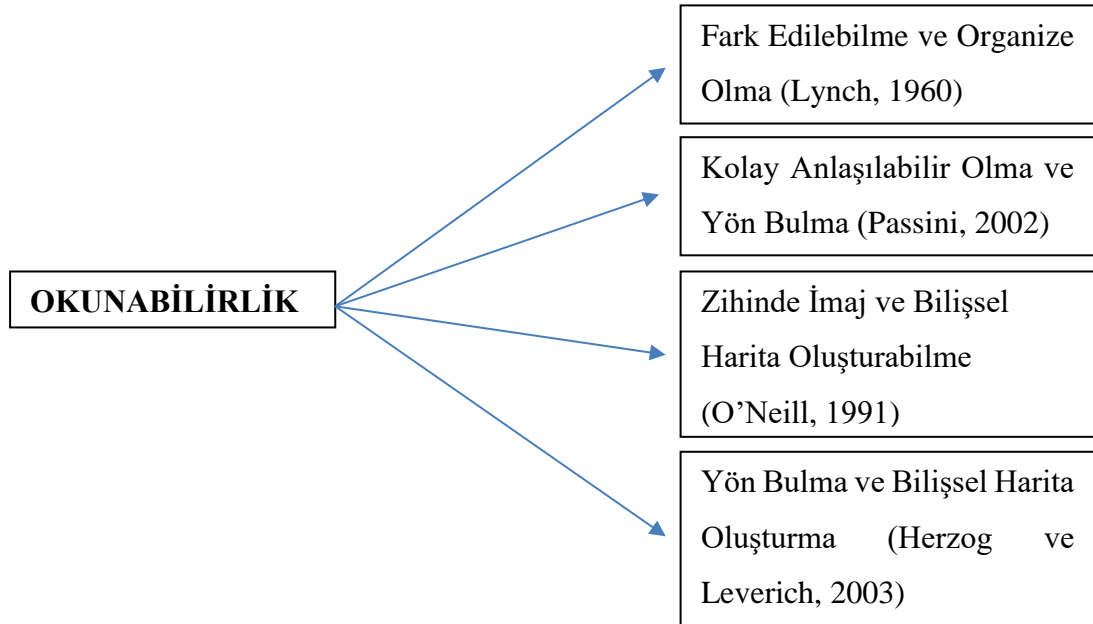 Fark Edilebilme ve Organize
Olma (Lynch, 1960)
Kolay Anlaşılabilir Olma ve
Yön Bulma (Passini, 2002)
OKUNABİLİRLİK
Zihinde İmaj ve Bilişsel
Harita Oluşturabilme
(O’Neill, 1991)
Yön Bulma ve Bilişsel Harita
Oluşturma (Herzog ve
Leverich, 2003)